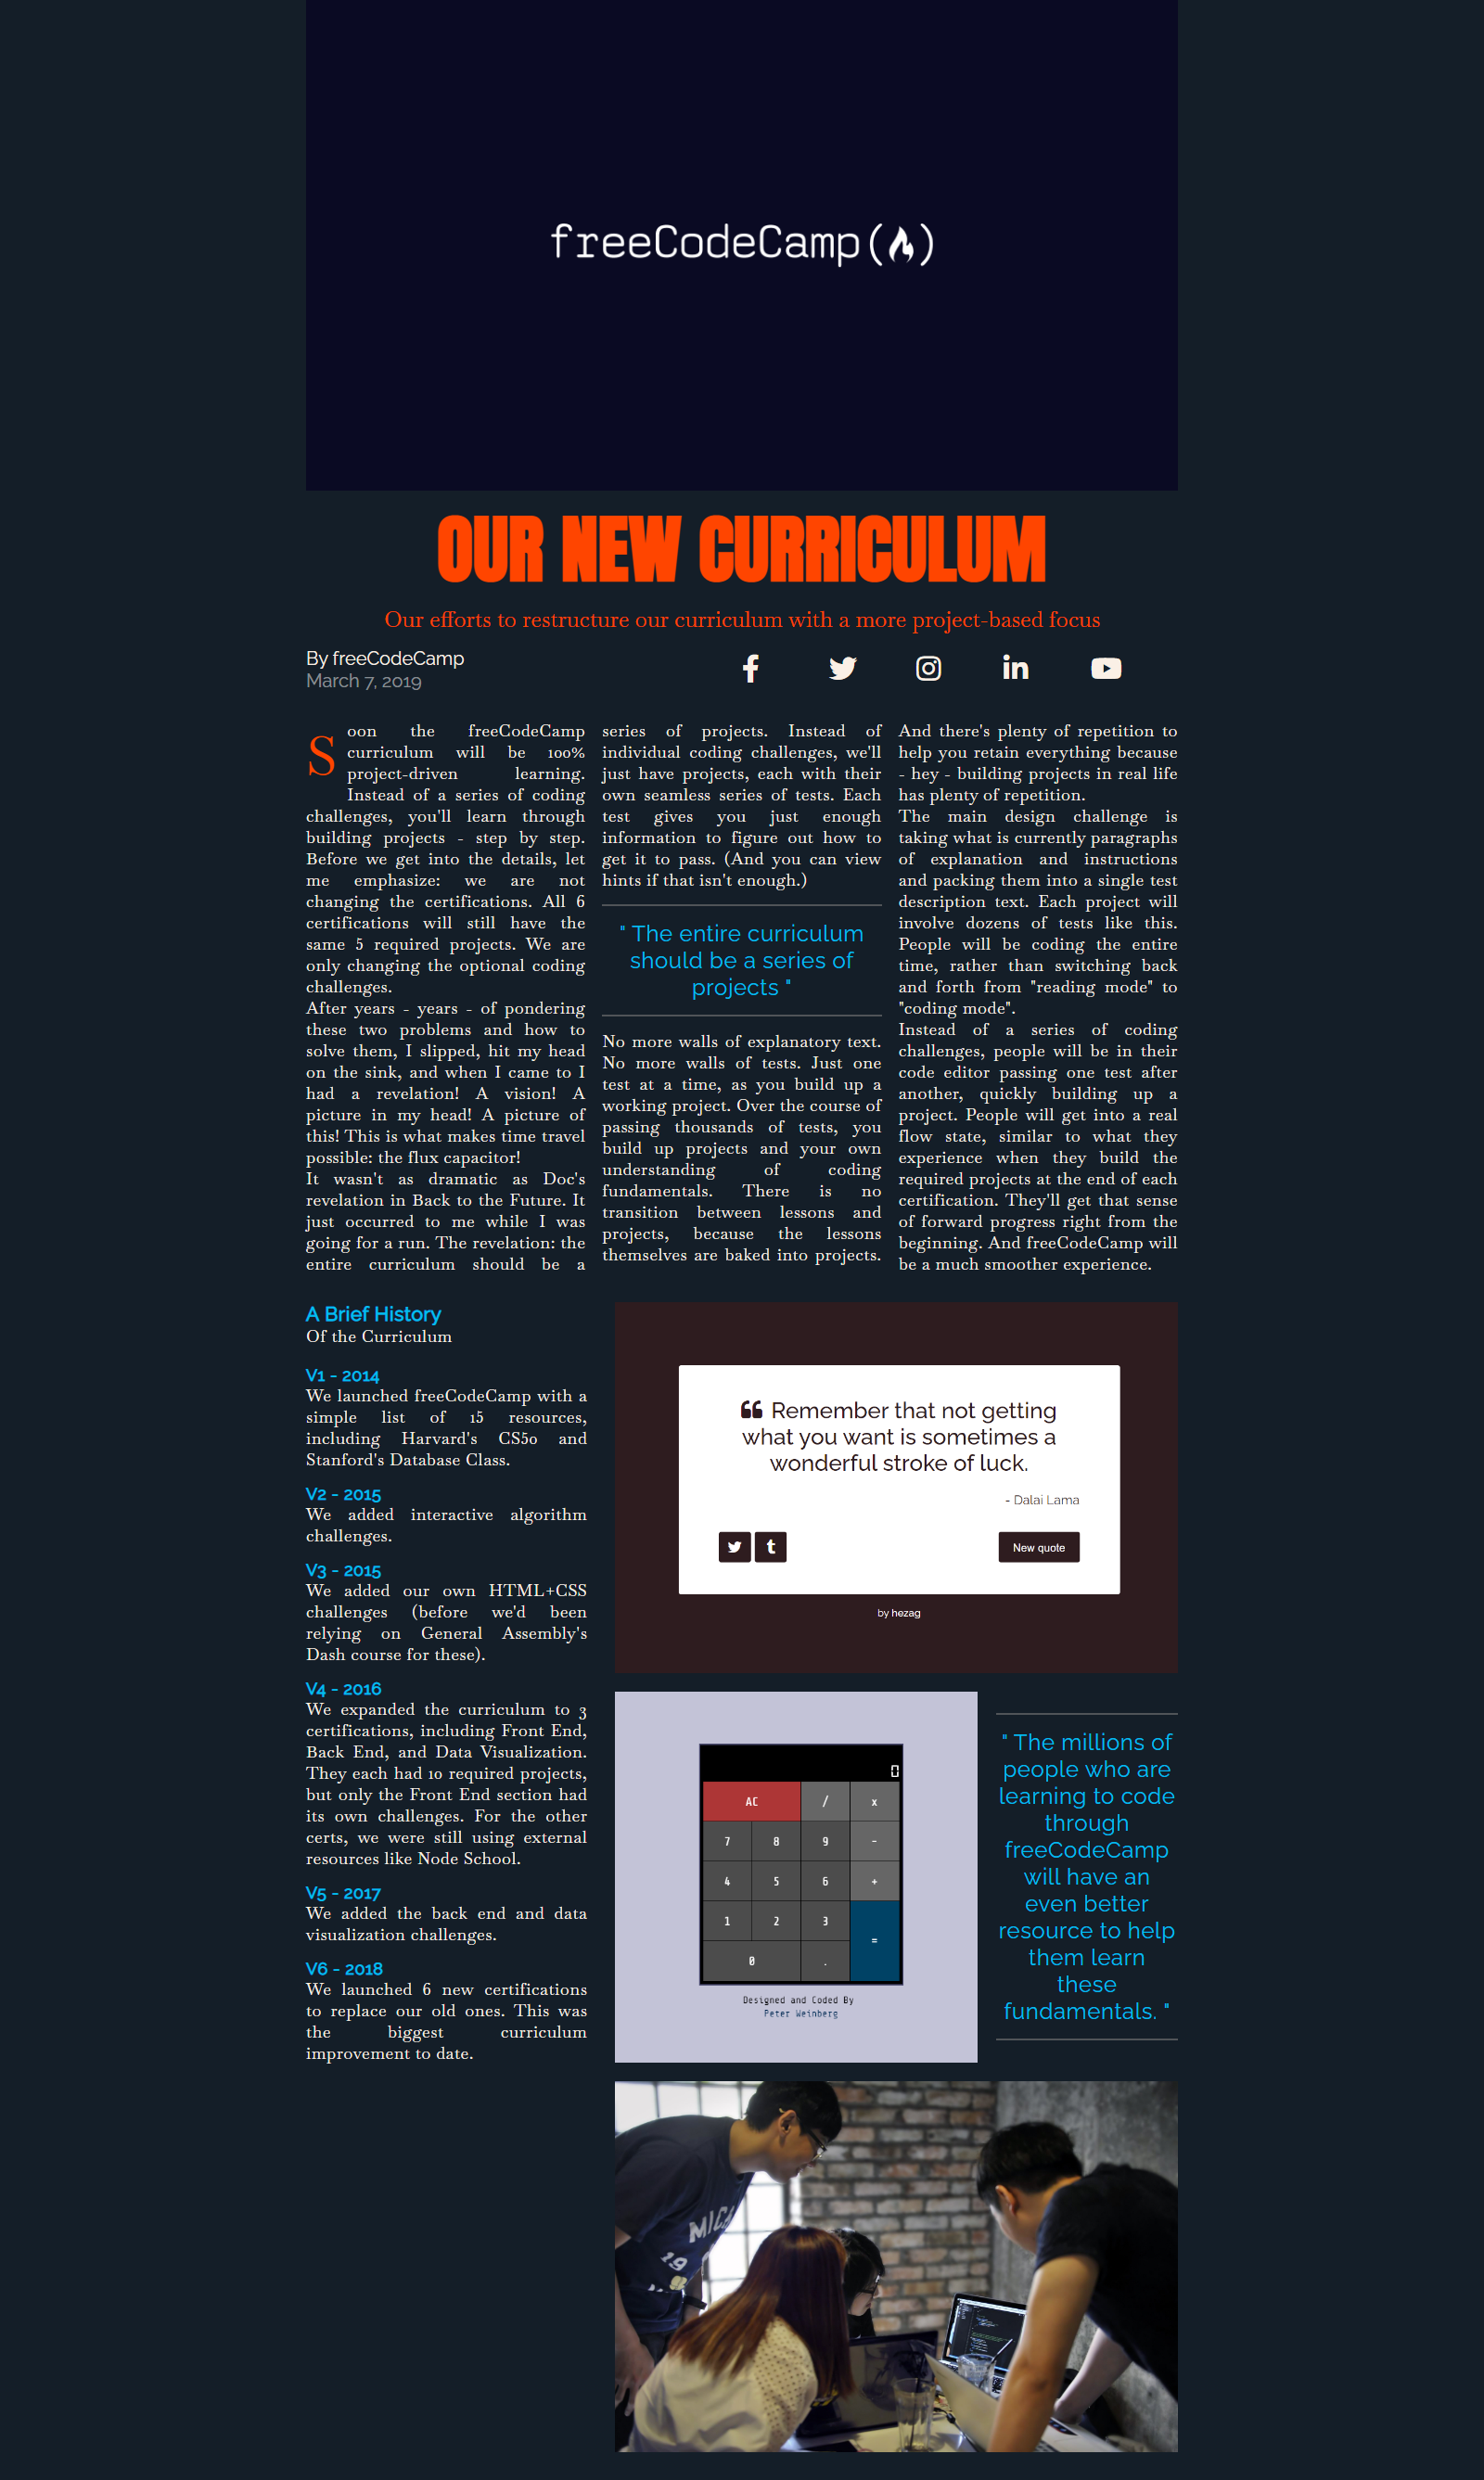 freeCodeCamp(🔥)
OUR NEW CURRICULUM
Our efforts to restructure our curriculum with a more project-based focus
By freeCodeCamp
March 7, 2019
Soon the freeCodeCamp
curriculum will be 100%
project-driven learning.
Instead of a series of coding
challenges, you'll learn through
building projects - step by step.
Before we get into the details, let
me emphasize: we are not
changing the certifications. All 6
certifications will still have the
same 5 required projects. We are
only changing the optional coding
challenges.
After years - years - of pondering
these two problems and how to
solve them, I slipped, hit my head
on the sink, and when I came to I
had a revelation! A vision! A
picture in my head! A picture of
this! This is what makes time travel
possible: the flux capacitor!
It wasn't as dramatic as Doc's
revelation in Back to the Future. It
just occurred to me while I was
going for a run. The revelation: the
entire curriculum should be a
series of projects. Instead of
individual coding challenges, we'll
just have projects, each with their
own seamless series of tests. Each
test gives you just enough
information to figure out how to
get it to pass. (And you can view
hints if that isn't enough.)
" The entire curriculum
should be a series of
projects "
No more walls of explanatory text.
No more walls of tests. Just one
test at a time, as you build up a
working project. Over the course of
passing thousands of tests, you
build up projects and your own
understanding of coding
fundamentals. There is no
transition between lessons and
projects, because the lessons
themselves are baked into projects.
And there's plenty of repetition to
help you retain everything because
- hey - building projects in real life
has plenty of repetition.
The main design challenge is
taking what is currently paragraphs
of explanation and instructions
and packing them into a single test
description text. Each project will
involve dozens of tests like this.
People will be coding the entire
time, rather than switching back
and forth from "reading mode" to
"coding mode".
Instead of a series of coding
challenges, people will be in their
code editor passing one test after
another, quickly building up a
project. People will get into a real
flow state, similar to what they
experience when they build the
required projects at the end of each
certification. They'll get that sense
of forward progress right from the
beginning. And freeCodeCamp will
be a much smoother experience.
A Brief History
Of the Curriculum
V1 - 2014
We launched freeCodeCamp with a
simple list of 15 resources,
including Harvard's CS50 and
Stanford's Database Class.
V2 - 2015
We added interactive algorithm
challenges.
V3 - 2015
We added our own HTML+CSS
challenges (before we'd been
relying on General Assembly's
Dash course for these).
V4 - 2016
We expanded the curriculum to 3
certifications, including Front End,
Back End, and Data Visualization.
They each had 10 required projects,
but only the Front End section had
its own challenges. For the other
certs, we were still using external
resources like Node School.
V5 - 2017
We added the back end and data
visualization challenges.
V6 - 2018
We launched 6 new certifications
to replace our old ones. This was
the biggest curriculum
improvement to date.
“ Remember that not getting
what you want is sometimes a
wonderful stroke of luck.
- Dalai Lama
New quote
by hezag
0
AC / x
7 8 9 -
4 5 6 +
1 2 3 =
0 .
Designed and Coded By
Peter Weinberg
" The millions of
people who are
learning to code
through
freeCodeCamp
will have an
even better
resource to help
them learn
these
fundamentals. "
19